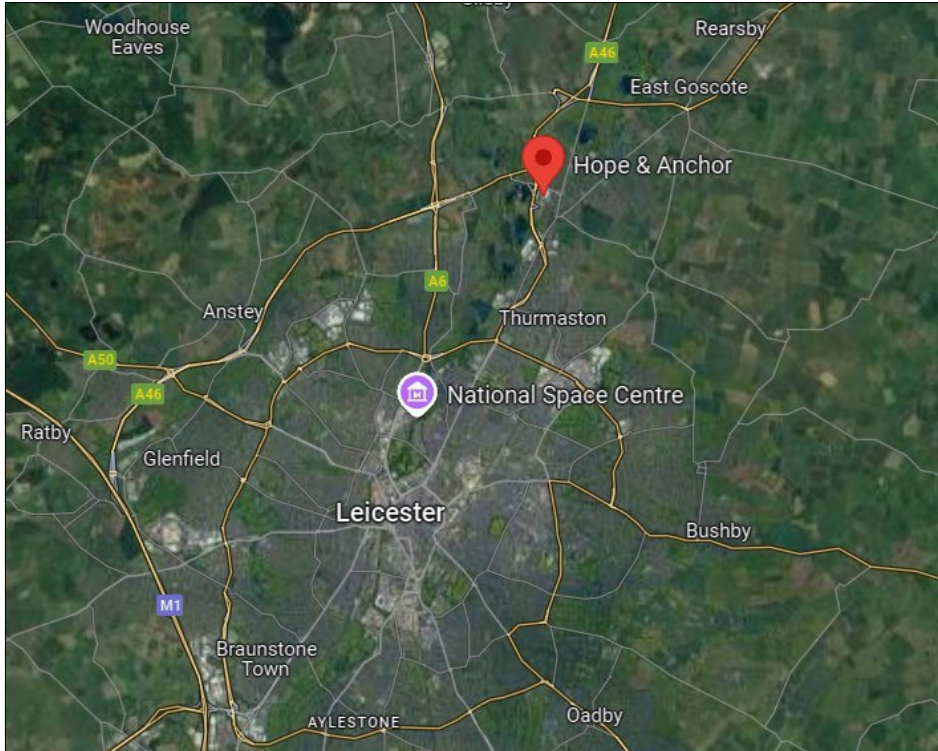 Woodhouse
Eaves
Rearsby
A46
East Goscote
Hope & Anchor
A6
Anstey
Thurmaston
A50
A46
National Space Centre
Ratby
Glenfield
Leicester
Bushby
M1
Braunstone
Town
AYLESTONE
Oadby